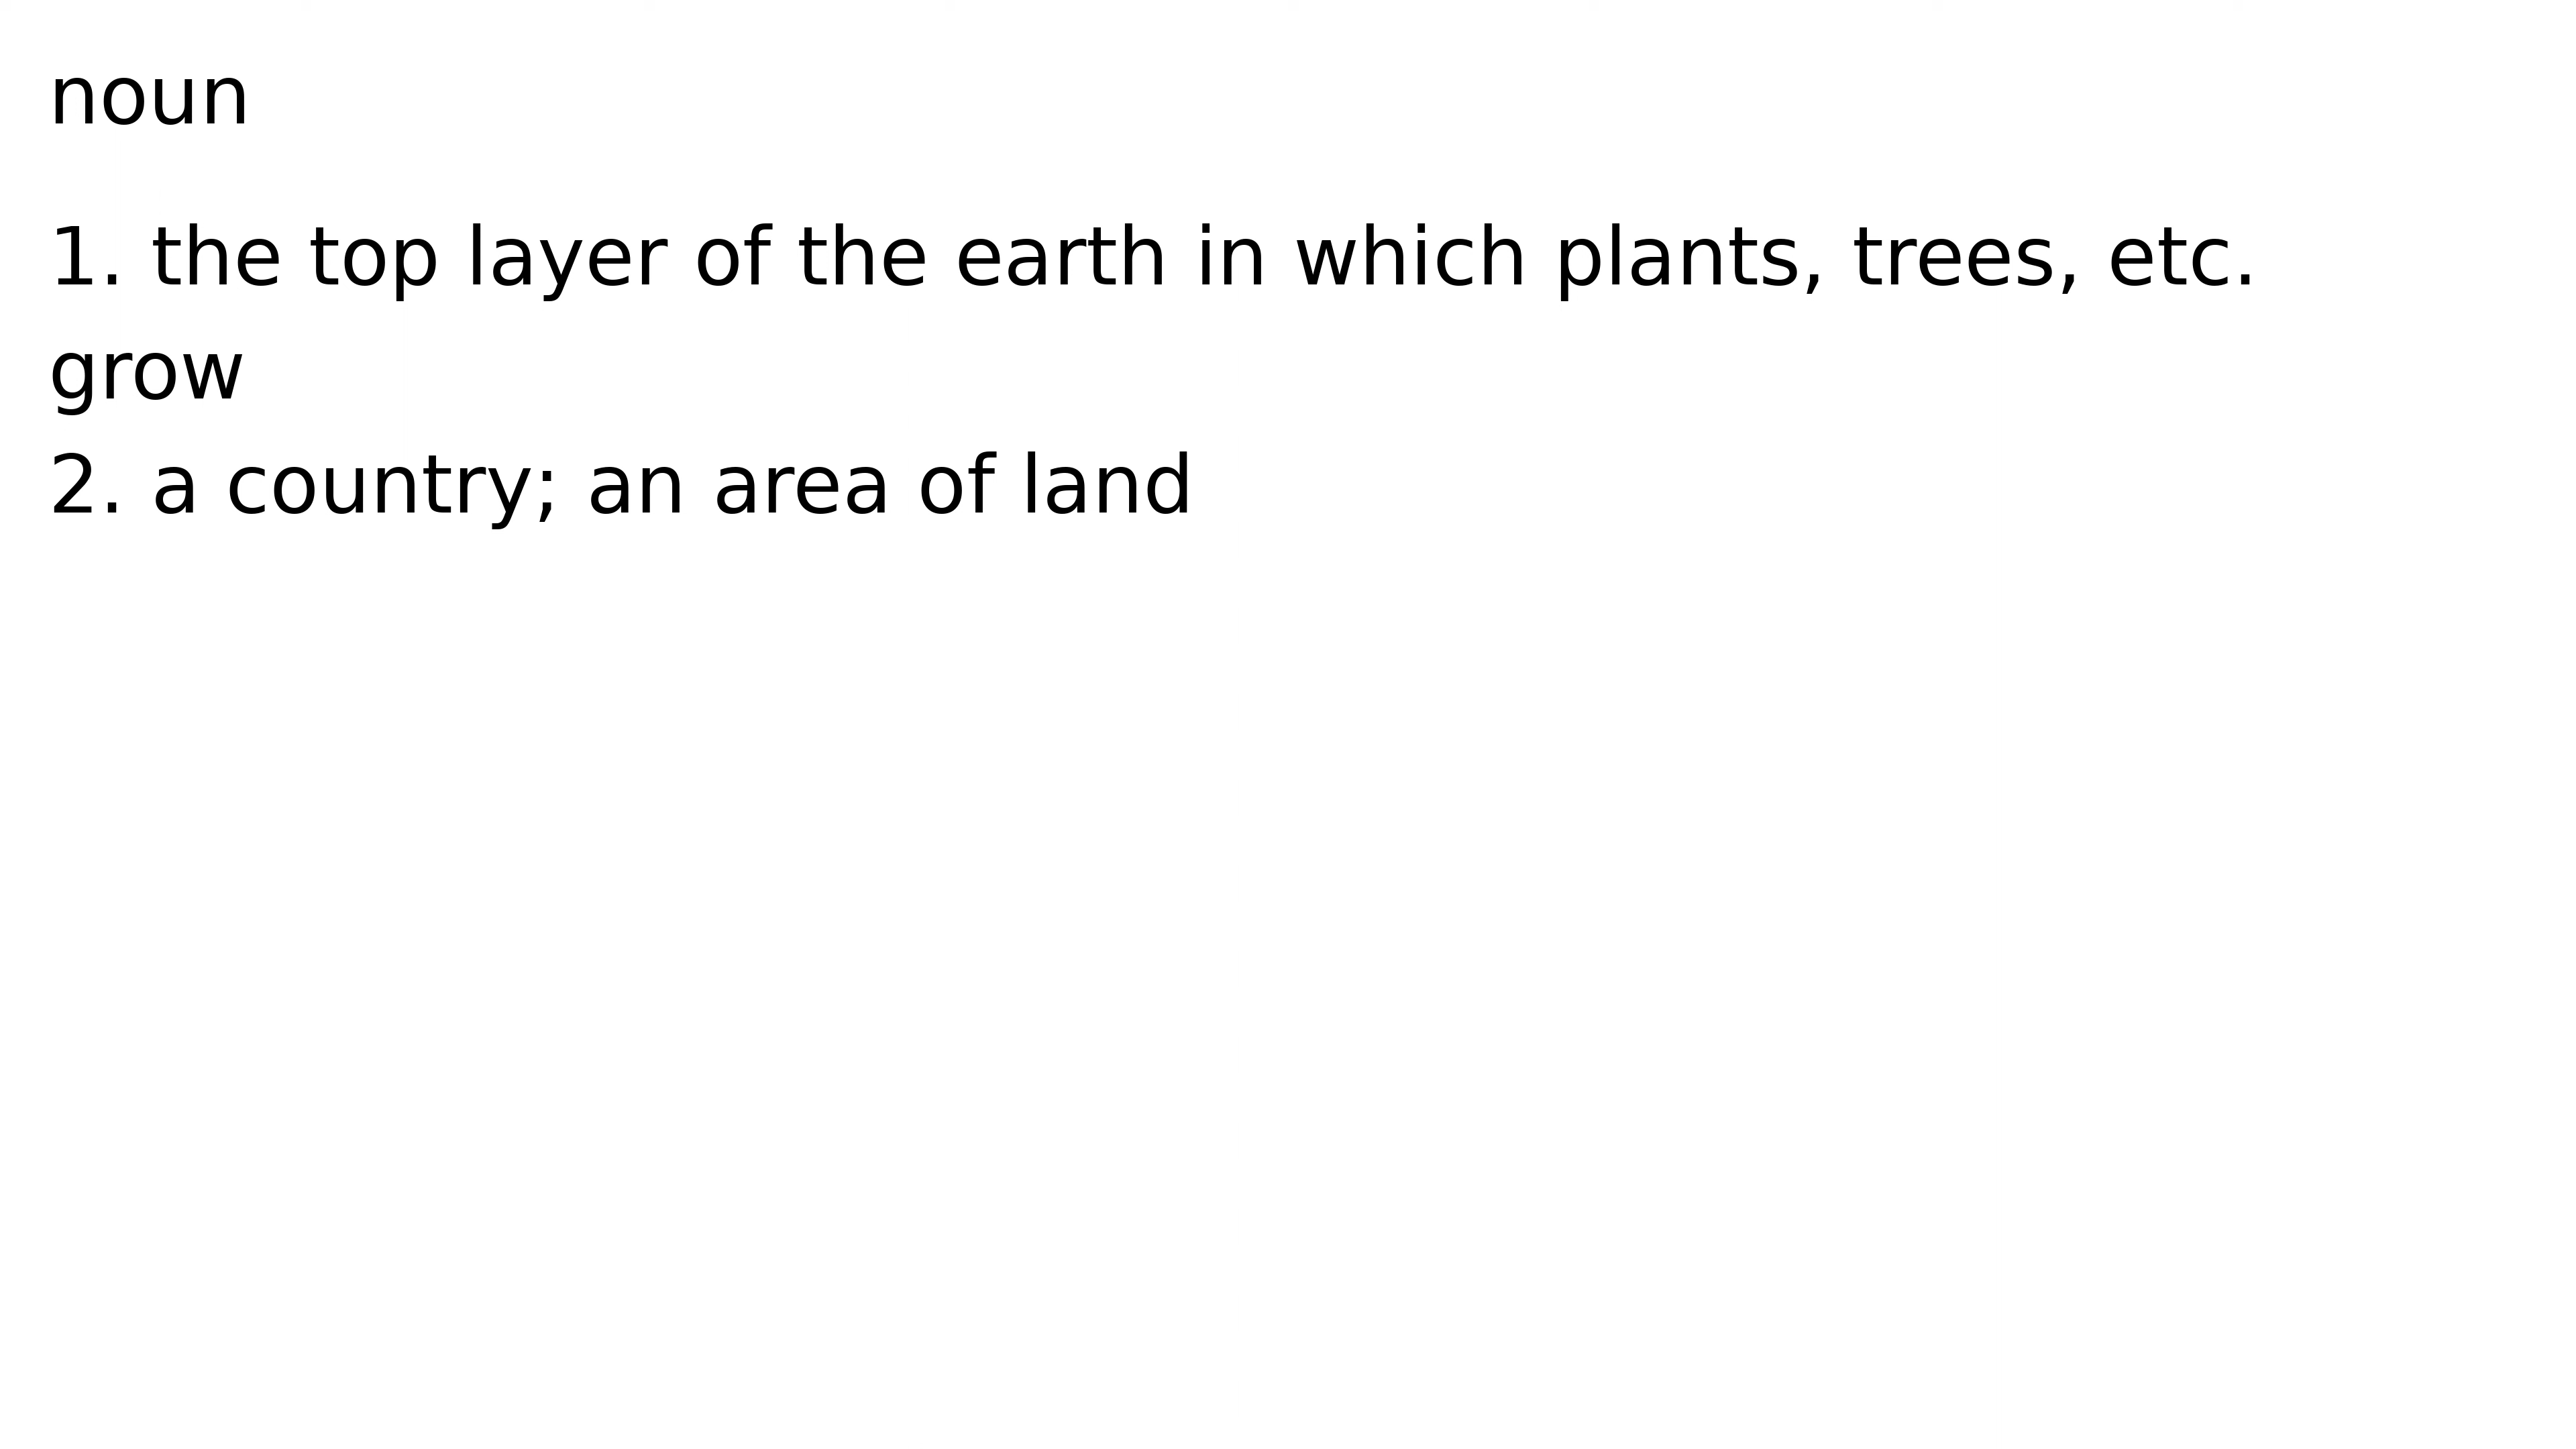 noun
1. the top layer of the earth in which plants, trees, etc.
grow
2. a country; an area of land